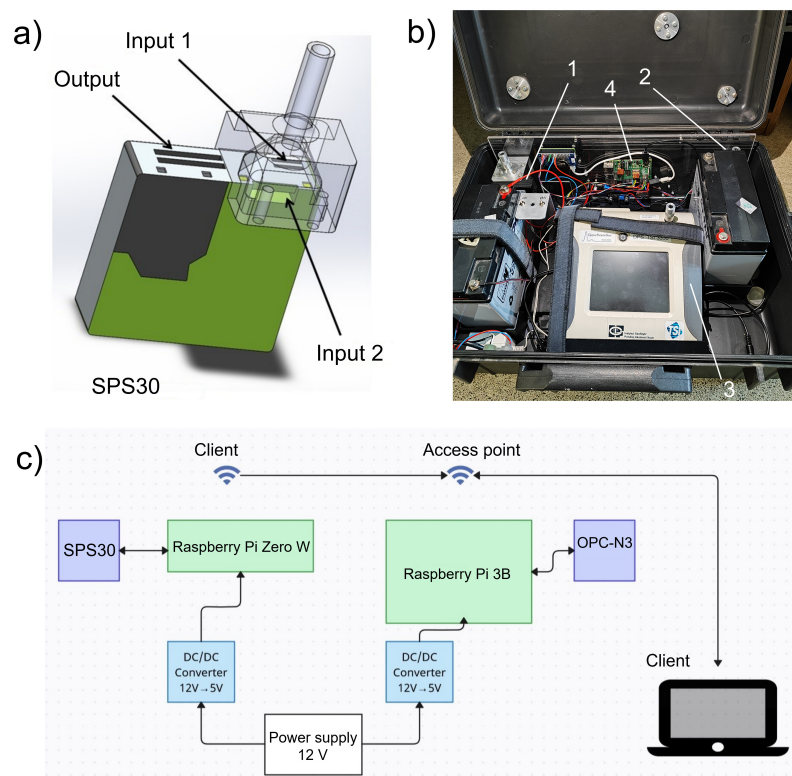 a)
Input 1
Output
Input 2
SPS30
b)
1
4
2
3
TSI
c)
Client
Access point
SPS30
Raspberry Pi Zero W
Raspberry Pi 3B
OPC-N3
DC/DC
Converter
12V→5V
DC/DC
Converter
12V→5V
Client
Power supply
12 V